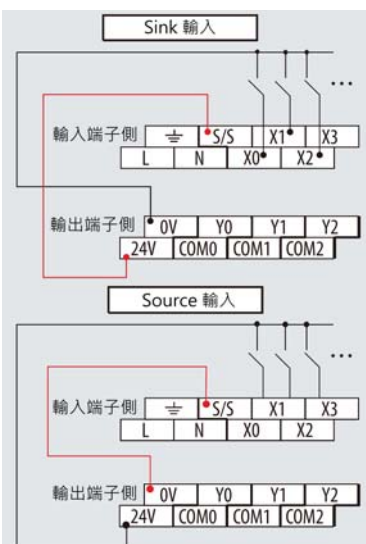 Sink 輸入
...
輸入端子側 S/S X1 X3
L N X0 X2
輸出端子側 0V Y0 Y1 Y2
24V COM0 COM1 COM2
Source 輸入
...
輸入端子側 S/S X1 X3
L N X0 X2
輸出端子側 0V Y0 Y1 Y2
24V COM0 COM1 COM2